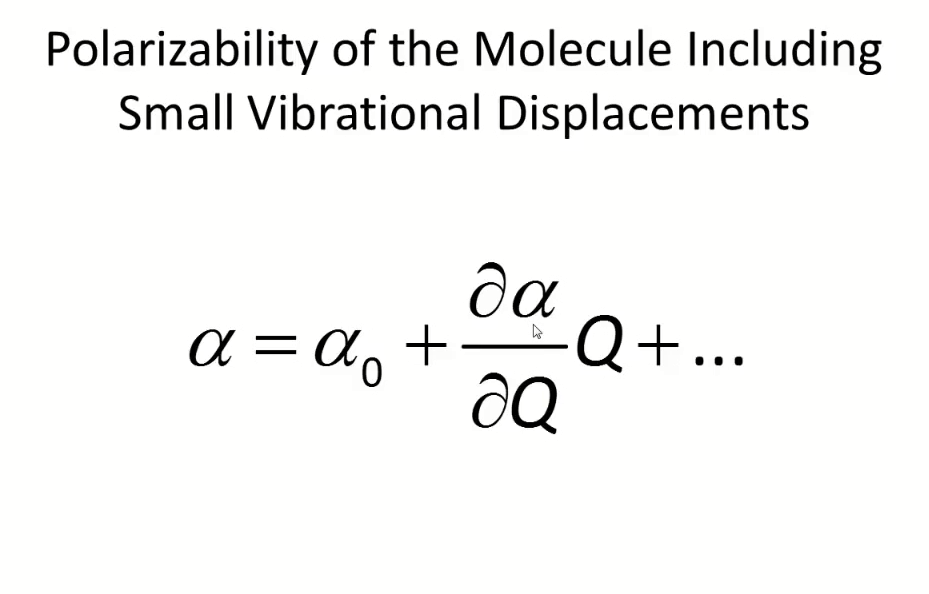 Polarizability of the Molecule Including
Small Vibrational Displacements
α = α₀ + ∂α/∂Q Q + ...